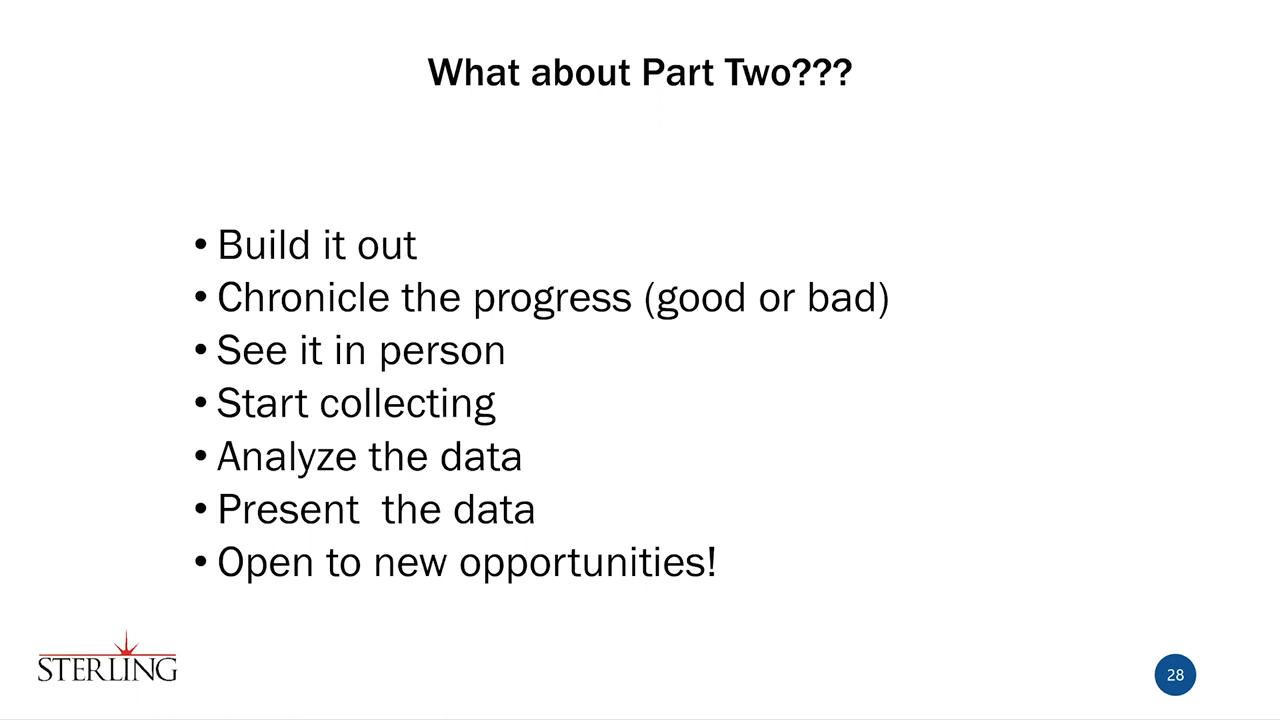 What about Part Two???
• Build it out
• Chronicle the progress (good or bad)
• See it in person
• Start collecting
• Analyze the data
• Present  the data
• Open to new opportunities!
STERLING
28